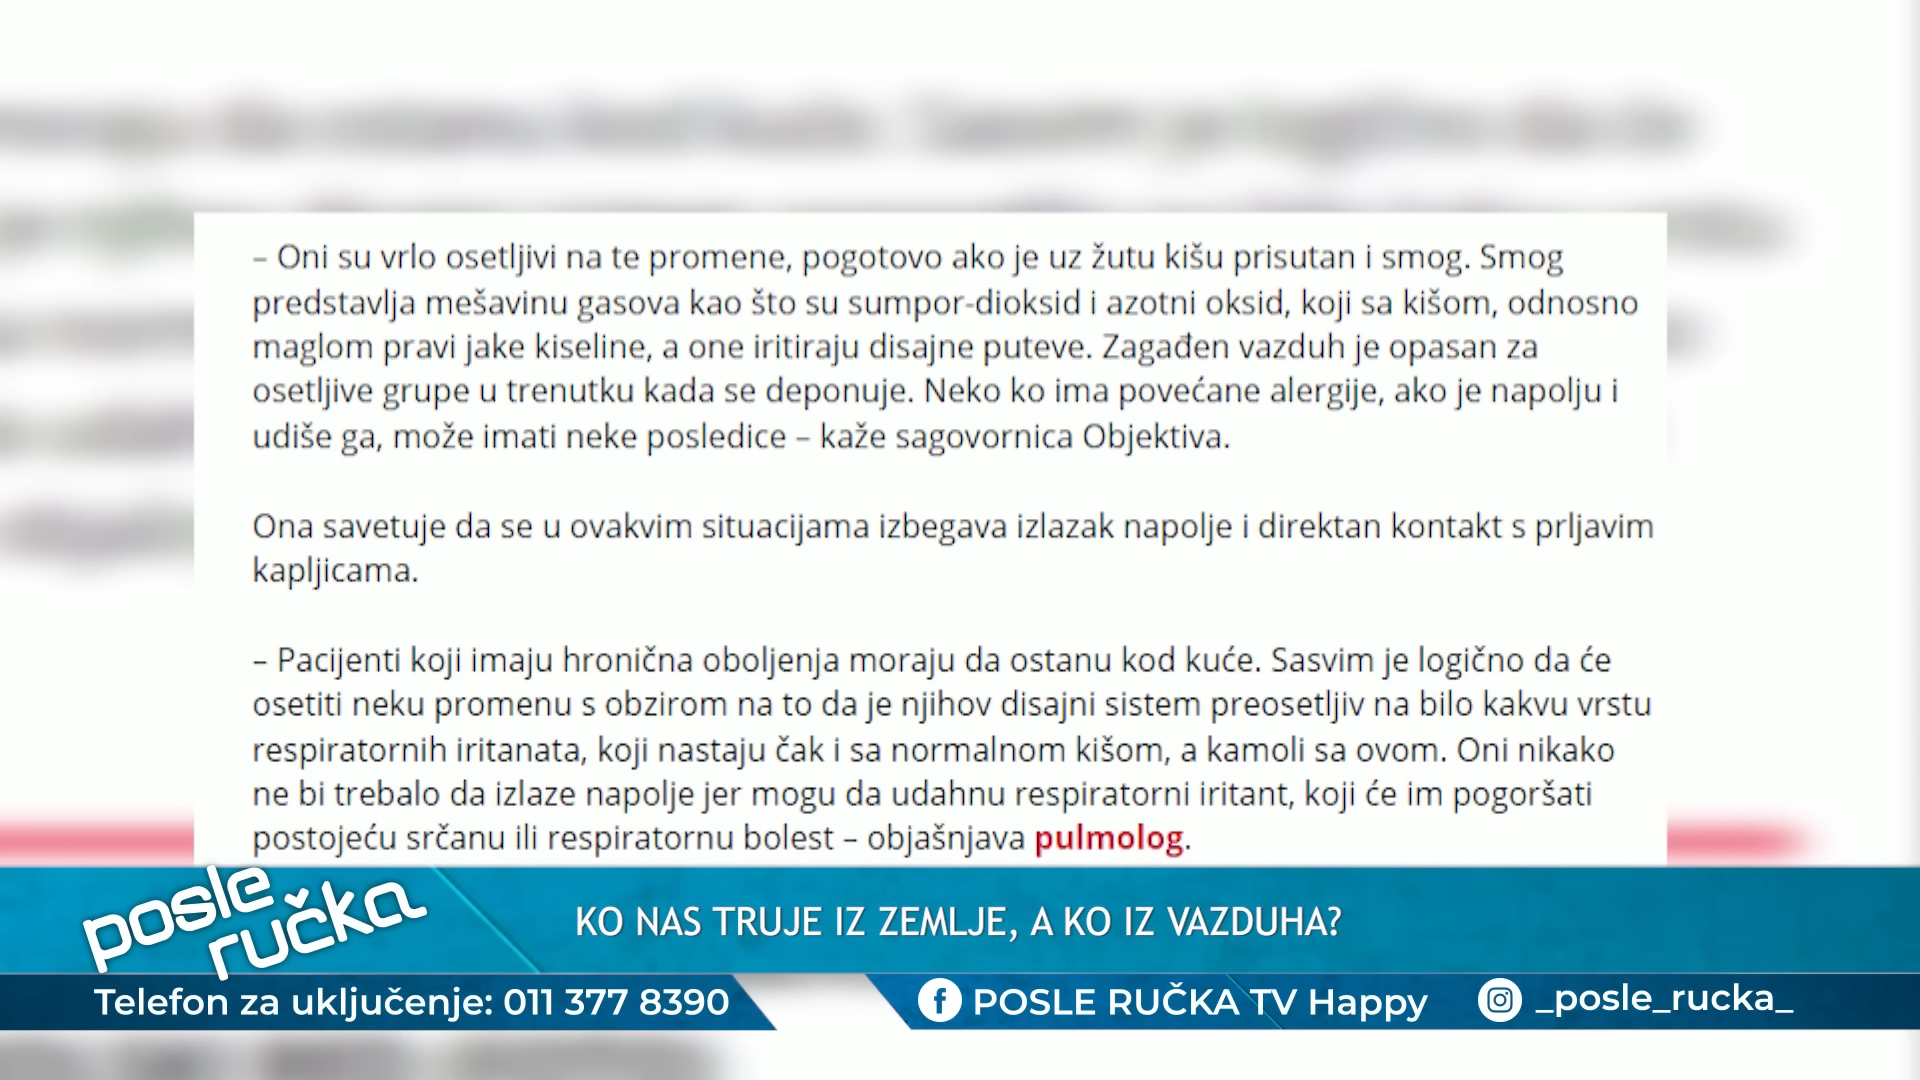 – Oni su vrlo osetljivi na te promene, pogotovo ako je uz žutu kišu prisutan i smog. Smog
predstavlja mešavinu gasova kao što su sumpor-dioksid i azotni oksid, koji sa kišom, odnosno
maglom pravi jake kiseline, a one iritiraju disajne puteve. Zagađen vazduh je opasan za
osetljive grupe u trenutku kada se deponuje. Neko ko ima povećane alergije, ako je napolju i
udiše ga, može imati neke posledice – kaže sagovornica Objektiva.
Ona savetuje da se u ovakvim situacijama izbegava izlazak napolje i direktan kontakt s prljavim
kapljicama.
– Pacijenti koji imaju hronična oboljenja moraju da ostanu kod kuće. Sasvim je logično da će
osetiti neku promenu s obzirom na to da je njihov disajni sistem preosetljiv na bilo kakvu vrstu
respiratornih iritanata, koji nastaju čak i sa normalnom kišom, a kamoli sa ovom. Oni nikako
ne bi trebalo da izlaze napolje jer mogu da udahnu respiratorni iritant, koji će im pogoršati
postojeću srčanu ili respiratornu bolest – objašnjava pulmolog.
posle
ručka
KO NAS TRUJE IZ ZEMLJE, A KO IZ VAZDUHA?
Telefon za uključenje: 011 377 8390
POSLE RUČKA TV Happy
_posle_rucka_